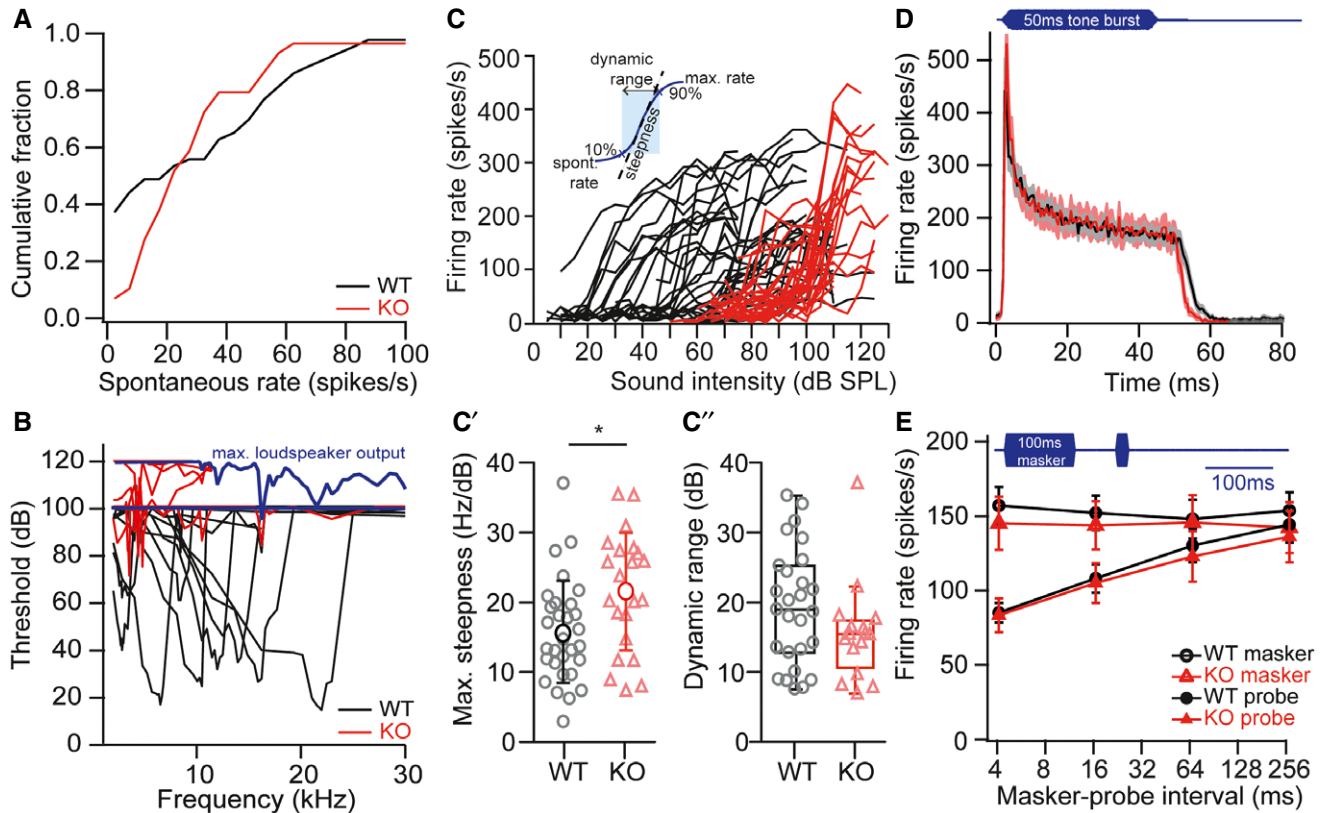 A
1.0
0.8
0.6
0.4
0.2
0.0
Cumulative fraction
WT
KO
20
40
60
80
100
Spontaneous rate (spikes/s)
B
max. loudspeaker output
120
100
80
60
40
20
0
Threshold (dB)
WT
KO
10
20
30
Frequency (kHz)
C
500
400
300
200
100
0
Firing rate (spikes/s)
dynamic
range
max. rate
90%
steepness
10%
spont.
rate
0
20
40
60
80
100
120
Sound intensity (dB SPL)
C′
*
40
30
20
10
0
Max. steepness (Hz/dB)
WT
KO
C″
40
30
20
10
0
Dynamic range (dB)
WT
KO
D
50ms tone burst
500
400
300
200
100
0
Firing rate (spikes/s)
0
20
40
60
80
Time (ms)
E
200
150
100
50
0
Firing rate (spikes/s)
100ms
masker
100ms
WT masker
KO masker
WT probe
KO probe
4
8
16
32
64
128
256
Masker-probe interval (ms)